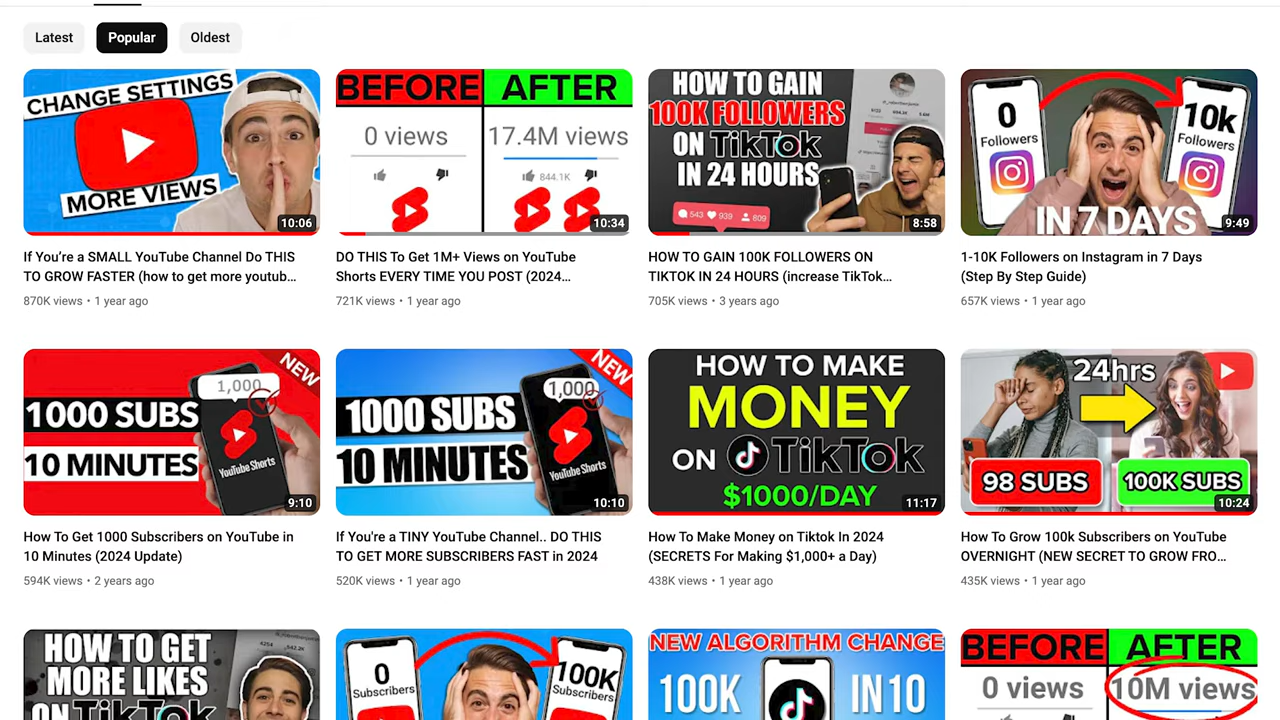 Latest
Popular
Oldest
CHANGE SETTINGS
MORE VIEWS
10:06
BEFORE
AFTER
0 views
17.4M views
844.1K
10:34
HOW TO GAIN
100K FOLLOWERS
ON TikTok
IN 24 HOURS
543 939 809
8:58
0
Followers
10k
Followers
IN 7 DAYS
9:49
If You’re a SMALL YouTube Channel Do THIS
TO GROW FASTER (how to get more youtub...
870K views • 1 year ago
DO THIS To Get 1M+ Views on YouTube
Shorts EVERY TIME YOU POST (2024...
721K views • 1 year ago
HOW TO GAIN 100K FOLLOWERS ON
TIKTOK IN 24 HOURS (increase TikTok...
705K views • 3 years ago
1-10K Followers on Instagram in 7 Days
(Step By Step Guide)
657K views • 1 year ago
NEW
1,000
1000 SUBS
10 MINUTES
YouTube Shorts
9:10
NEW
1,000
1000 SUBS
10 MINUTES
YouTube Shorts
10:10
HOW TO MAKE
MONEY
ON TikTok
$1000/DAY
11:17
24hrs
98 SUBS
100K SUBS
10:24
How To Get 1000 Subscribers on YouTube in
10 Minutes (2024 Update)
594K views • 2 years ago
If You're a TINY YouTube Channel.. DO THIS
TO GET MORE SUBSCRIBERS FAST in 2024
520K views • 1 year ago
How To Make Money on Tiktok In 2024
(SECRETS For Making $1,000+ a Day)
438K views • 1 year ago
How To Grow 100k Subscribers on YouTube
OVERNIGHT (NEW SECRET TO GROW FRO...
435K views • 1 year ago
HOW TO GET
MORE LIKES
ON TikTok
0
Subscribers
100K
Subscribers
NEW ALGORITHM CHANGE
100K
IN 10
BEFORE
AFTER
0 views
10M views